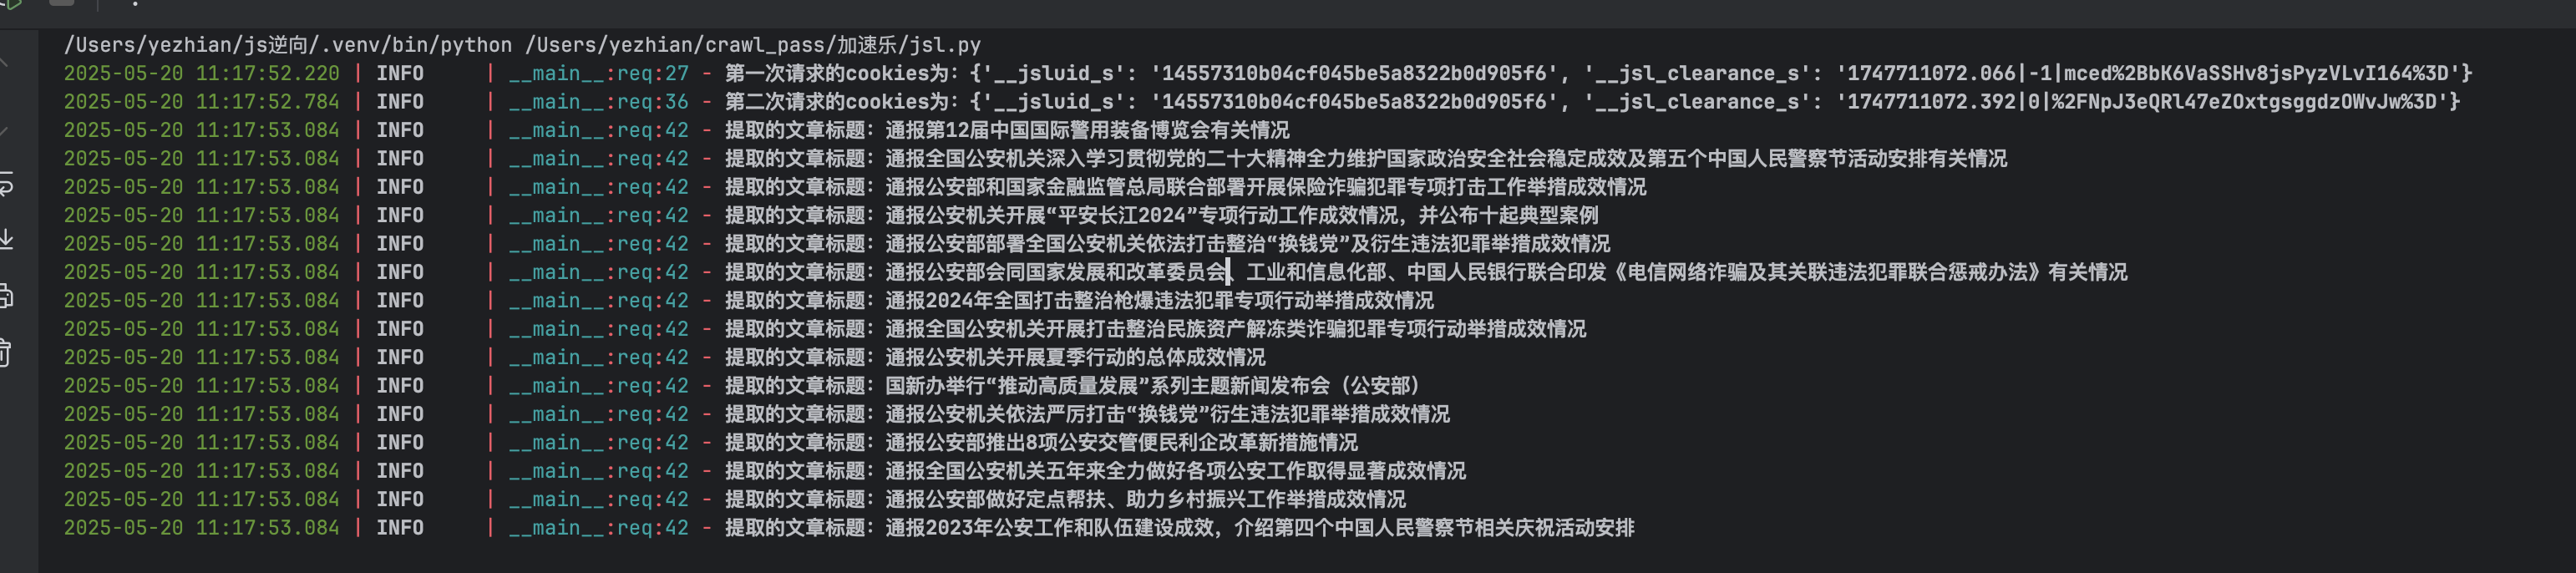 /Users/yezhian/js逆向/.venv/bin/python /Users/yezhian/crawl_pass/加速乐/jsl.py
2025-05-20 11:17:52.220 | INFO     | __main__:req:27 - 第一次请求的cookies为：{'__jsluid_s': '14557310b04cf045be5a8322b0d905f6', '__jsl_clearance_s': '1747711072.066|-1|mced%2BbK6VaSSHv8jsPyzVLvI164%3D'}
2025-05-20 11:17:52.784 | INFO     | __main__:req:36 - 第二次请求的cookies为：{'__jsluid_s': '14557310b04cf045be5a8322b0d905f6', '__jsl_clearance_s': '1747711072.392|0|%2FNpJ3eQRl47eZOxtgsggdzOWvJw%3D'}
2025-05-20 11:17:53.084 | INFO     | __main__:req:42 - 提取的文章标题：通报第12届中国国际警用装备博览会有关情况
2025-05-20 11:17:53.084 | INFO     | __main__:req:42 - 提取的文章标题：通报全国公安机关深入学习贯彻党的二十大精神全力维护国家政治安全社会稳定成效及第五个中国人民警察节活动安排有关情况
2025-05-20 11:17:53.084 | INFO     | __main__:req:42 - 提取的文章标题：通报公安部和国家金融监管总局联合部署开展保险诈骗犯罪专项打击工作举措成效情况
2025-05-20 11:17:53.084 | INFO     | __main__:req:42 - 提取的文章标题：通报公安机关开展“平安长江2024”专项行动工作成效情况，并公布十起典型案例
2025-05-20 11:17:53.084 | INFO     | __main__:req:42 - 提取的文章标题：通报公安部部署全国公安机关依法打击整治“换钱党”及衍生违法犯罪举措成效情况
2025-05-20 11:17:53.084 | INFO     | __main__:req:42 - 提取的文章标题：通报公安部会同国家发展和改革委员会、工业和信息化部、中国人民银行联合印发《电信网络诈骗及其关联违法犯罪联合惩戒办法》有关情况
2025-05-20 11:17:53.084 | INFO     | __main__:req:42 - 提取的文章标题：通报2024年全国打击整治枪爆违法犯罪专项行动举措成效情况
2025-05-20 11:17:53.084 | INFO     | __main__:req:42 - 提取的文章标题：通报全国公安机关开展打击整治民族资产解冻类诈骗犯罪专项行动举措成效情况
2025-05-20 11:17:53.084 | INFO     | __main__:req:42 - 提取的文章标题：通报公安机关开展夏季行动的总体成效情况
2025-05-20 11:17:53.084 | INFO     | __main__:req:42 - 提取的文章标题：国新办举行“推动高质量发展”系列主题新闻发布会（公安部）
2025-05-20 11:17:53.084 | INFO     | __main__:req:42 - 提取的文章标题：通报公安机关依法严厉打击“换钱党”衍生违法犯罪举措成效情况
2025-05-20 11:17:53.084 | INFO     | __main__:req:42 - 提取的文章标题：通报公安部推出8项公安交管便民利企改革新措施情况
2025-05-20 11:17:53.084 | INFO     | __main__:req:42 - 提取的文章标题：通报全国公安机关五年来全力做好各项公安工作取得显著成效情况
2025-05-20 11:17:53.084 | INFO     | __main__:req:42 - 提取的文章标题：通报公安部做好定点帮扶、助力乡村振兴工作举措成效情况
2025-05-20 11:17:53.084 | INFO     | __main__:req:42 - 提取的文章标题：通报2023年公安工作和队伍建设成效，介绍第四个中国人民警察节相关庆祝活动安排